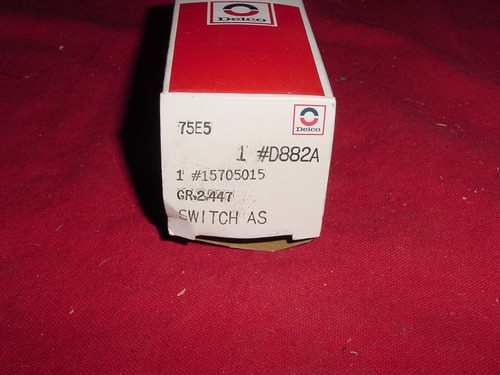 Delco
75E5
Delco
1 #D882A
1 #15705015
GR.2.447
SWITCH AS